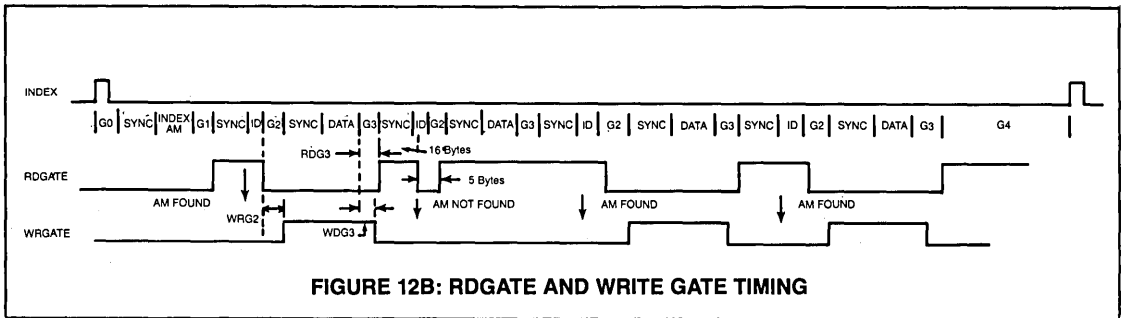 INDEX
G0 SYNC INDEX AM G1 SYNC ID G2 SYNC DATA G3 SYNC ID G2 SYNC DATA G3 SYNC ID G2 SYNC DATA G3 SYNC ID G2 SYNC DATA G3 G4
RDG3 16 Bytes
RDGATE 5 Bytes
AM FOUND AM NOT FOUND AM FOUND AM FOUND
WRG2
WRGATE WDG3
FIGURE 12B: RDGATE AND WRITE GATE TIMING